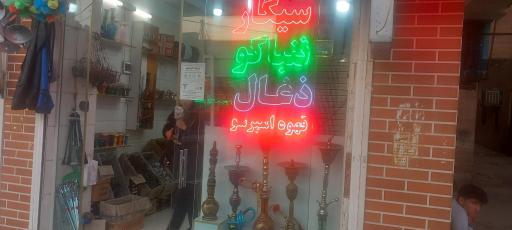 سیگار
تنباکو
ذغال
قهوه اسپرسو